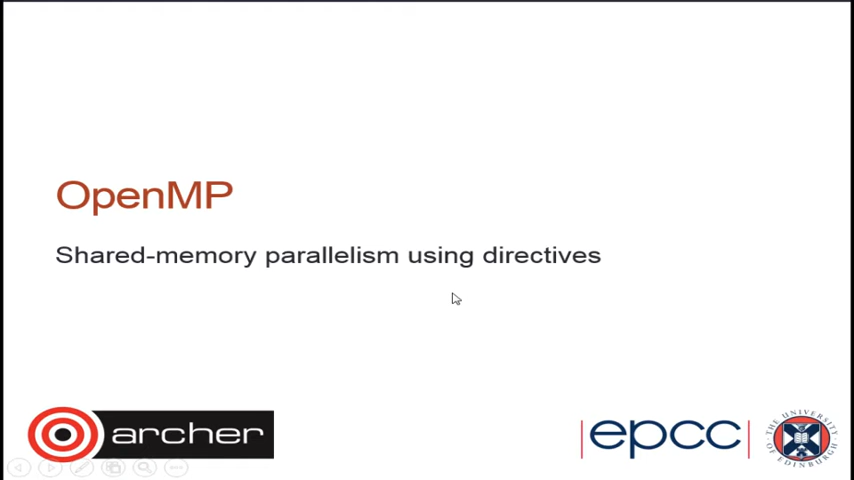 OpenMP
Shared-memory parallelism using directives
archer
epcc
THE UNIVERSITY OF EDINBURGH